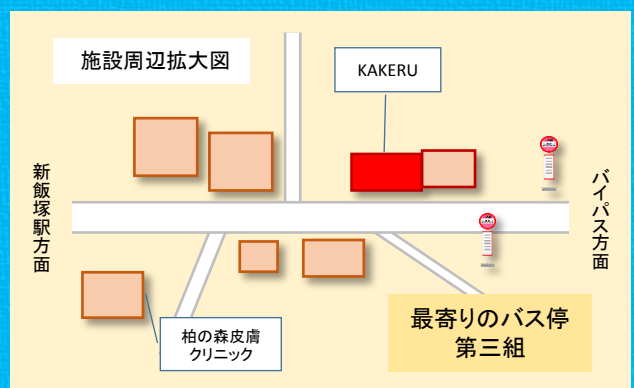 施設周辺拡大図
KAKERU
新飯塚駅方面
バイパス方面
柏の森皮膚
クリニック
最寄りのバス停
第三組